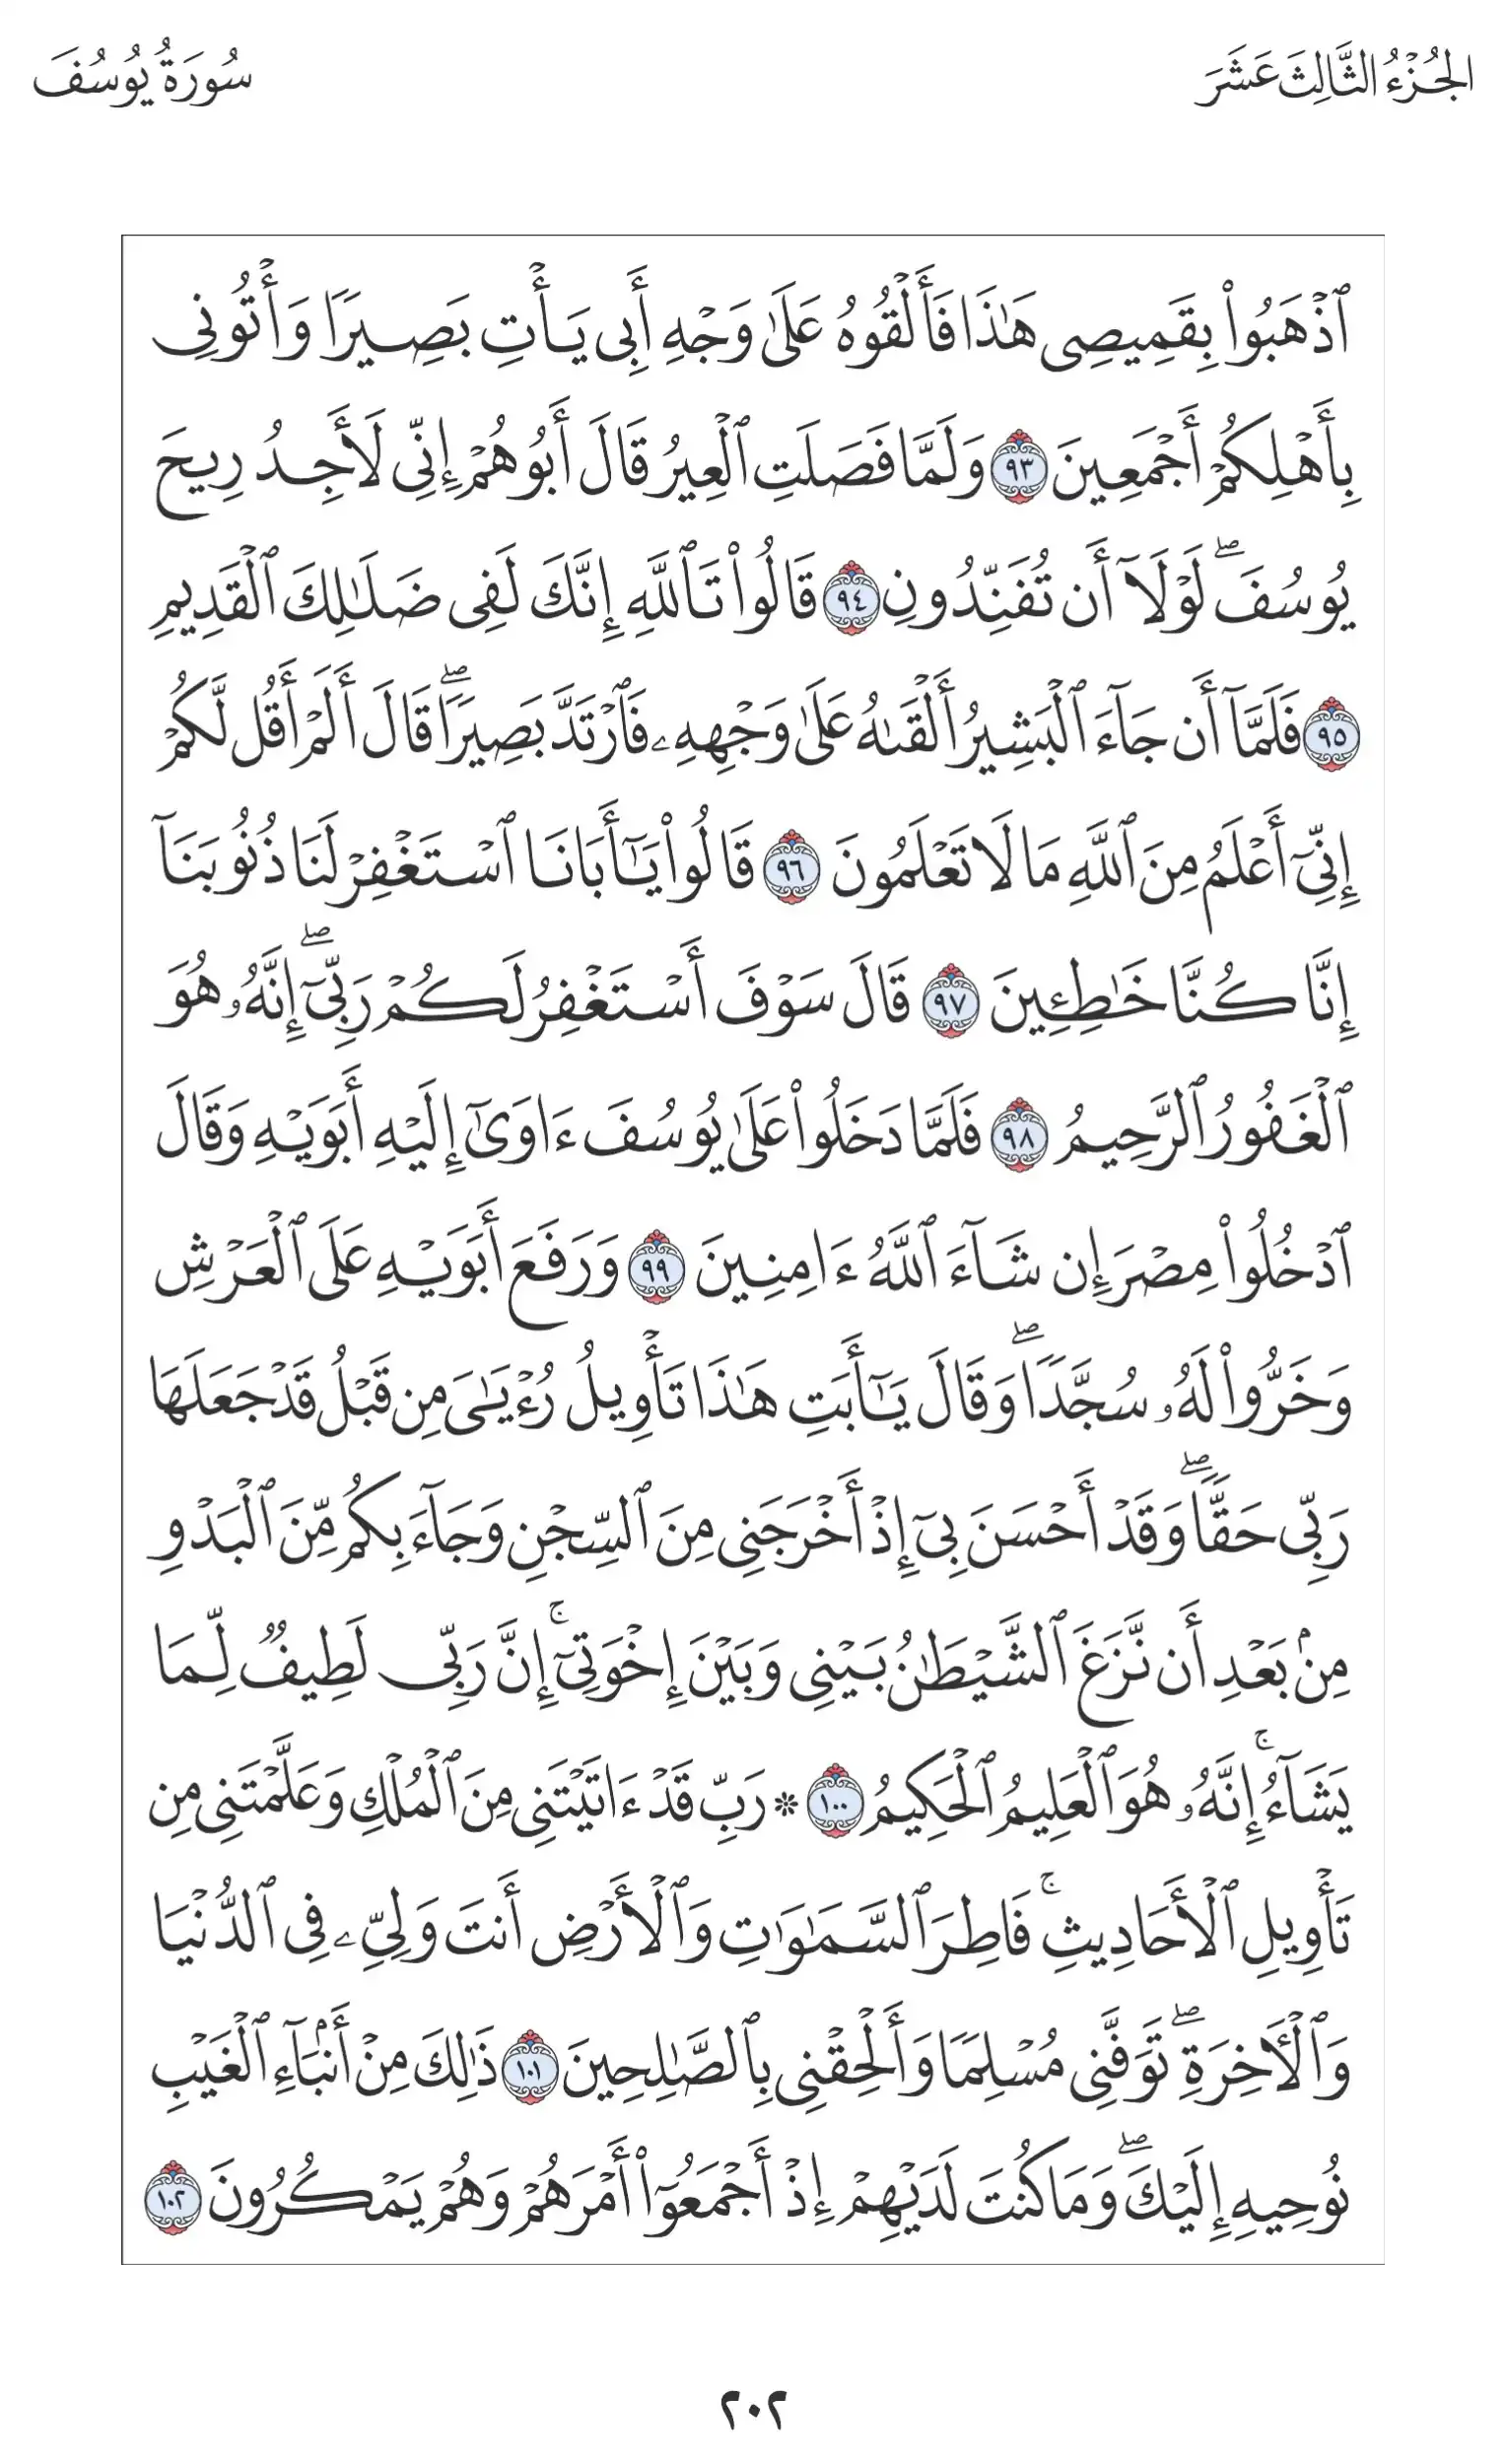 الجُزْءُ الثَّالِثَ عَشَرَ
سُورَةُ يُوسُفَ
ٱذْهَبُوا۟ بِقَمِيصِى هَـٰذَا فَأَلْقُوهُ عَلَىٰ وَجْهِ أَبِى يَأْتِ بَصِيرًا وَأْتُونِى
بِأَهْلِكُمْ أَجْمَعِينَ ٩٣ وَلَمَّا فَصَلَتِ ٱلْعِيرُ قَالَ أَبُوهُمْ إِنِّى لَأَجِدُ رِيحَ
يُوسُفَ ۖ لَوْلَآ أَن تُفَنِّدُونِ ٩٤ قَالُوا۟ تَٱللَّهِ إِنَّكَ لَفِى ضَلَـٰلِكَ ٱلْقَدِيمِ
٩٥ فَلَمَّآ أَن جَآءَ ٱلْبَشِيرُ أَلْقَىٰهُ عَلَىٰ وَجْهِهِۦ فَٱرْتَدَّ بَصِيرًا ۖ قَالَ أَلَمْ أَقُل لَّكُمْ
إِنِّىٓ أَعْلَمُ مِنَ ٱللَّهِ مَا لَا تَعْلَمُونَ ٩٦ قَالُوا۟ يَـٰٓأَبَانَا ٱسْتَغْفِرْ لَنَا ذُنُوبَنَآ
إِنَّا كُنَّا خَـٰطِـِٔينَ ٩٧ قَالَ سَوْفَ أَسْتَغْفِرُ لَكُمْ رَبِّىٓ ۖ إِنَّهُۥ هُوَ
ٱلْغَفُورُ ٱلرَّحِيمُ ٩٨ فَلَمَّا دَخَلُوا۟ عَلَىٰ يُوسُفَ ءَاوَىٰٓ إِلَيْهِ أَبَوَيْهِ وَقَالَ
ٱدْخُلُوا۟ مِصْرَ إِن شَآءَ ٱللَّهُ ءَامِنِينَ ٩٩ وَرَفَعَ أَبَوَيْهِ عَلَى ٱلْعَرْشِ
وَخَرُّوا۟ لَهُۥ سُجَّدًا ۖ وَقَالَ يَـٰٓأَبَتِ هَـٰذَا تَأْوِيلُ رُءْيَـٰىَ مِن قَبْلُ قَدْ جَعَلَهَا
رَبِّى حَقًّا ۖ وَقَدْ أَحْسَنَ بِىٓ إِذْ أَخْرَجَنِى مِنَ ٱلسِّجْنِ وَجَآءَ بِكُم مِّنَ ٱلْبَدْوِ
مِنۢ بَعْدِ أَن نَّزَغَ ٱلشَّيْطَـٰنُ بَيْنِى وَبَيْنَ إِخْوَتِىٓ ۚ إِنَّ رَبِّى لَطِيفٌ لِّمَا
يَشَآءُ ۚ إِنَّهُۥ هُوَ ٱلْعَلِيمُ ٱلْحَكِيمُ ١٠٠ * رَبِّ قَدْ ءَاتَيْتَنِى مِنَ ٱلْمُلْكِ وَعَلَّمْتَنِى مِن
تَأْوِيلِ ٱلْأَحَادِيثِ ۚ فَاطِرَ ٱلسَّمَـٰوَٰتِ وَٱلْأَرْضِ أَنتَ وَلِىِّۦ فِى ٱلدُّنْيَا
وَٱلْـَٔاخِرَةِ ۖ تَوَفَّنِى مُسْلِمًا وَأَلْحِقْنِى بِٱلصَّـٰلِحِينَ ١٠١ ذَٰلِكَ مِنْ أَنۢبَآءِ ٱلْغَيْبِ
نُوحِيهِ إِلَيْكَ ۖ وَمَا كُنتَ لَدَيْهِمْ إِذْ أَجْمَعُوٓا۟ أَمْرَهُمْ وَهُمْ يَمْكُرُونَ ١٠٢
٢٠٢